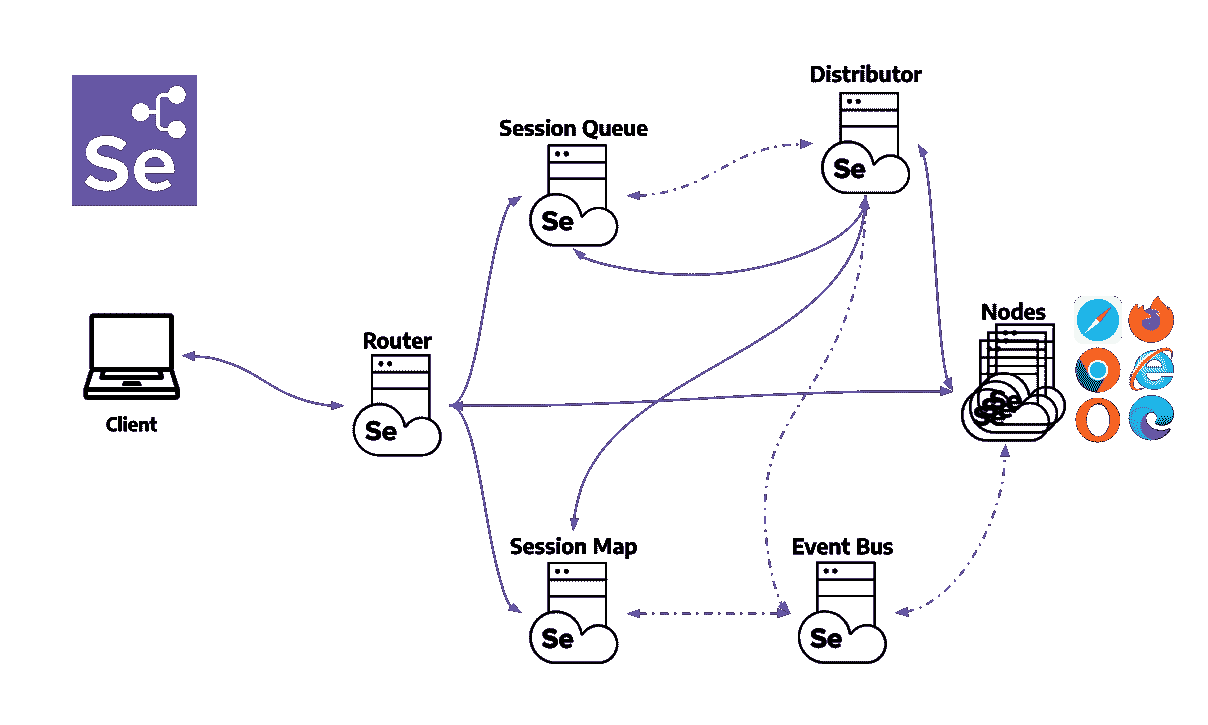 Distributor
Se
Session Queue
Se
Se
Nodes
Se
Router
Se
Client
Session Map
Se
Event Bus
Se